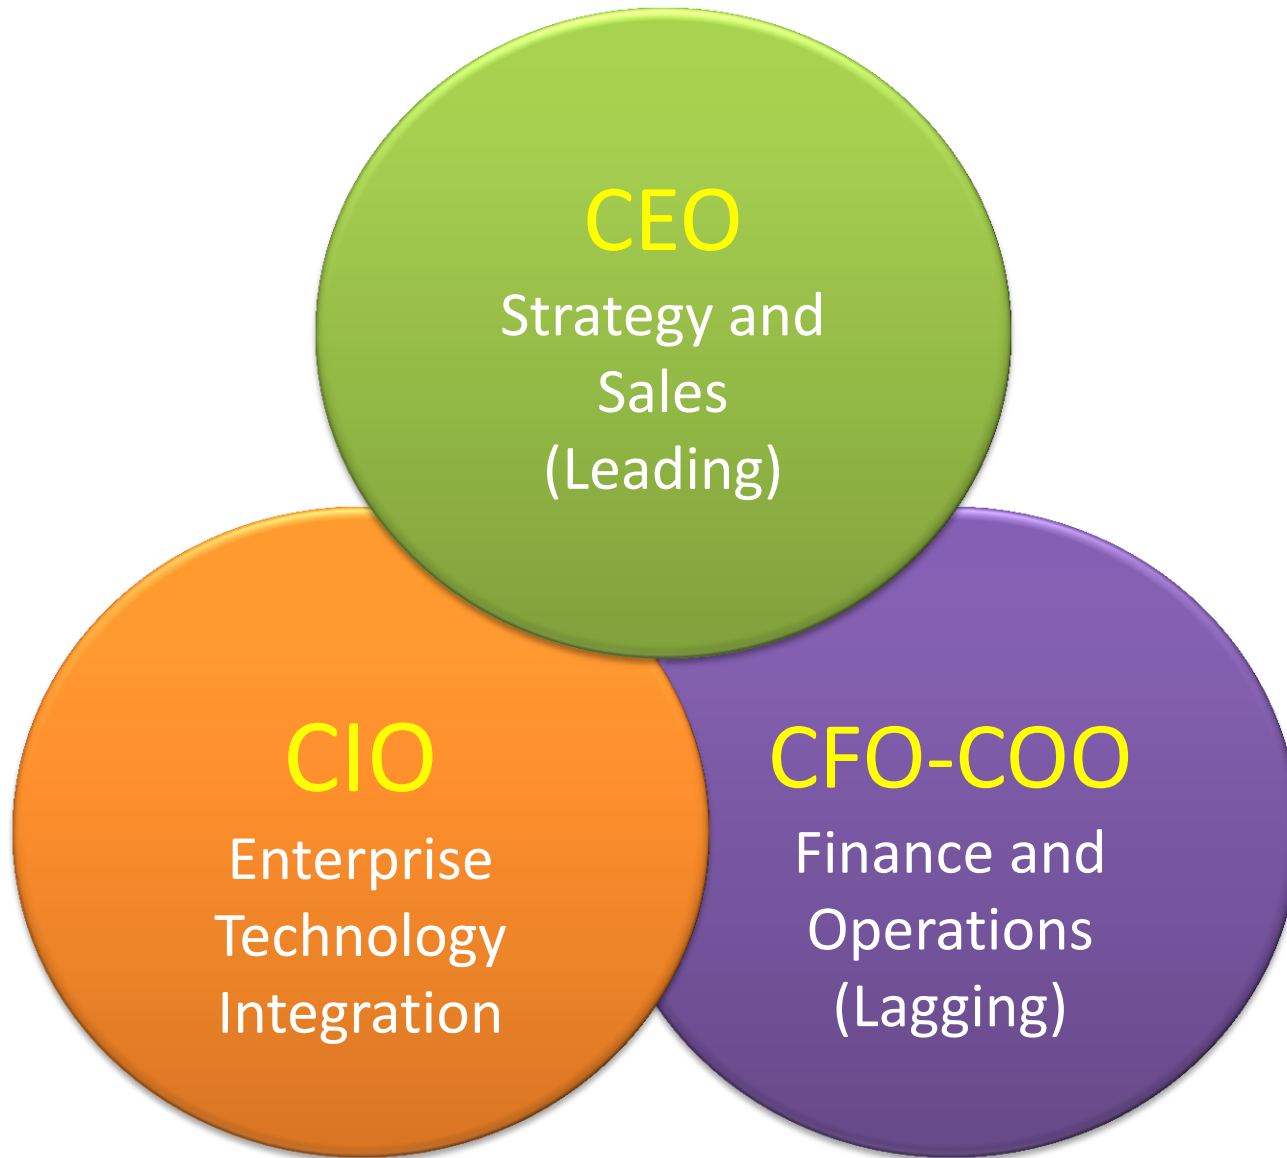 CEO
Strategy and
Sales
(Leading)
CIO
Enterprise
Technology
Integration
CFO-COO
Finance and
Operations
(Lagging)